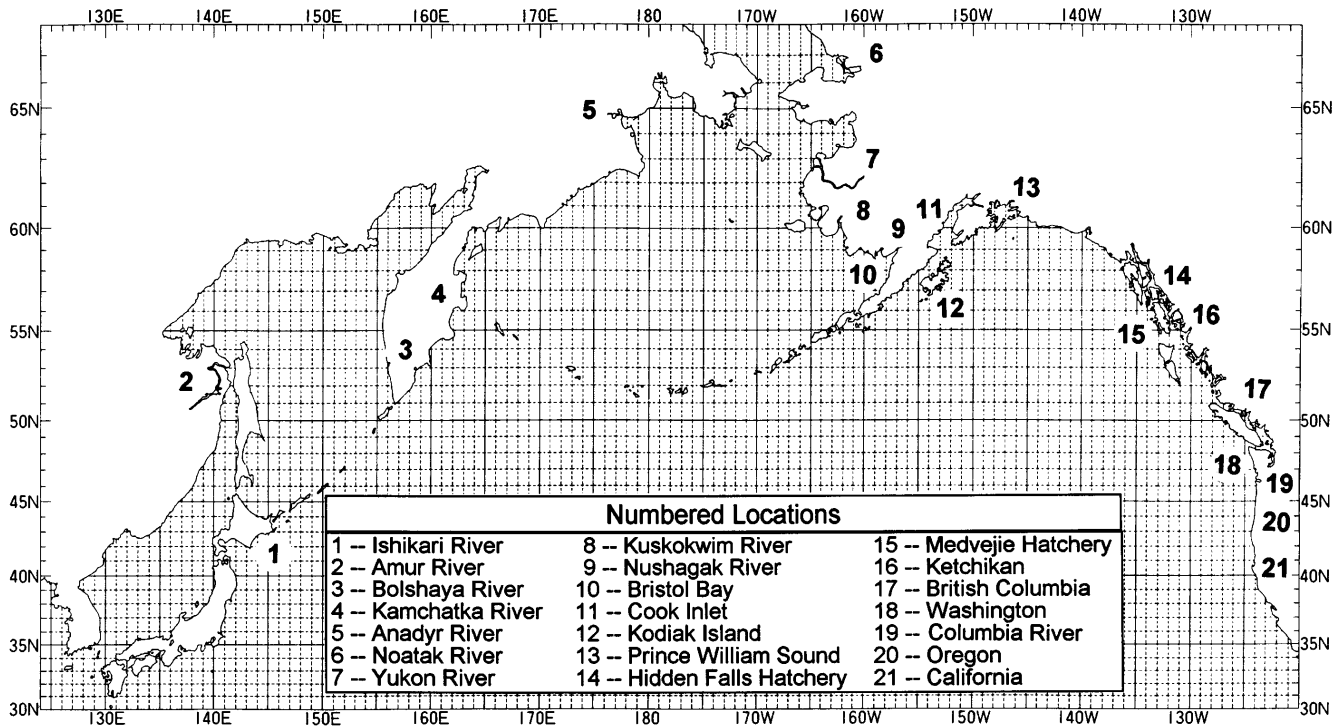 130E 140E 150E 160E 170E 180 170W 160W 150W 140W 130W
6
65N 5 65N
7
13
8 11
60N 9 60N
10 14
4 12
16
55N 15 55N
3
2
17
50N 50N
18
19
45N 45N
Numbered Locations
20
1
1 -- Ishikari River 8 -- Kuskokwim River 15 -- Medvejie Hatchery
2 -- Amur River 9 -- Nushagak River 16 -- Ketchikan
21
40N 3 -- Bolshaya River 10 -- Bristol Bay 17 -- British Columbia 40N
4 -- Kamchatka River 11 -- Cook Inlet 18 -- Washington
5 -- Anadyr River 12 -- Kodiak Island 19 -- Columbia River
35N 6 -- Noatak River 13 -- Prince William Sound 20 -- Oregon 35N
7 -- Yukon River 14 -- Hidden Falls Hatchery 21 -- California
30N 30N
130E 140E 150E 160E 170E 180 170W 160W 150W 140W 130W